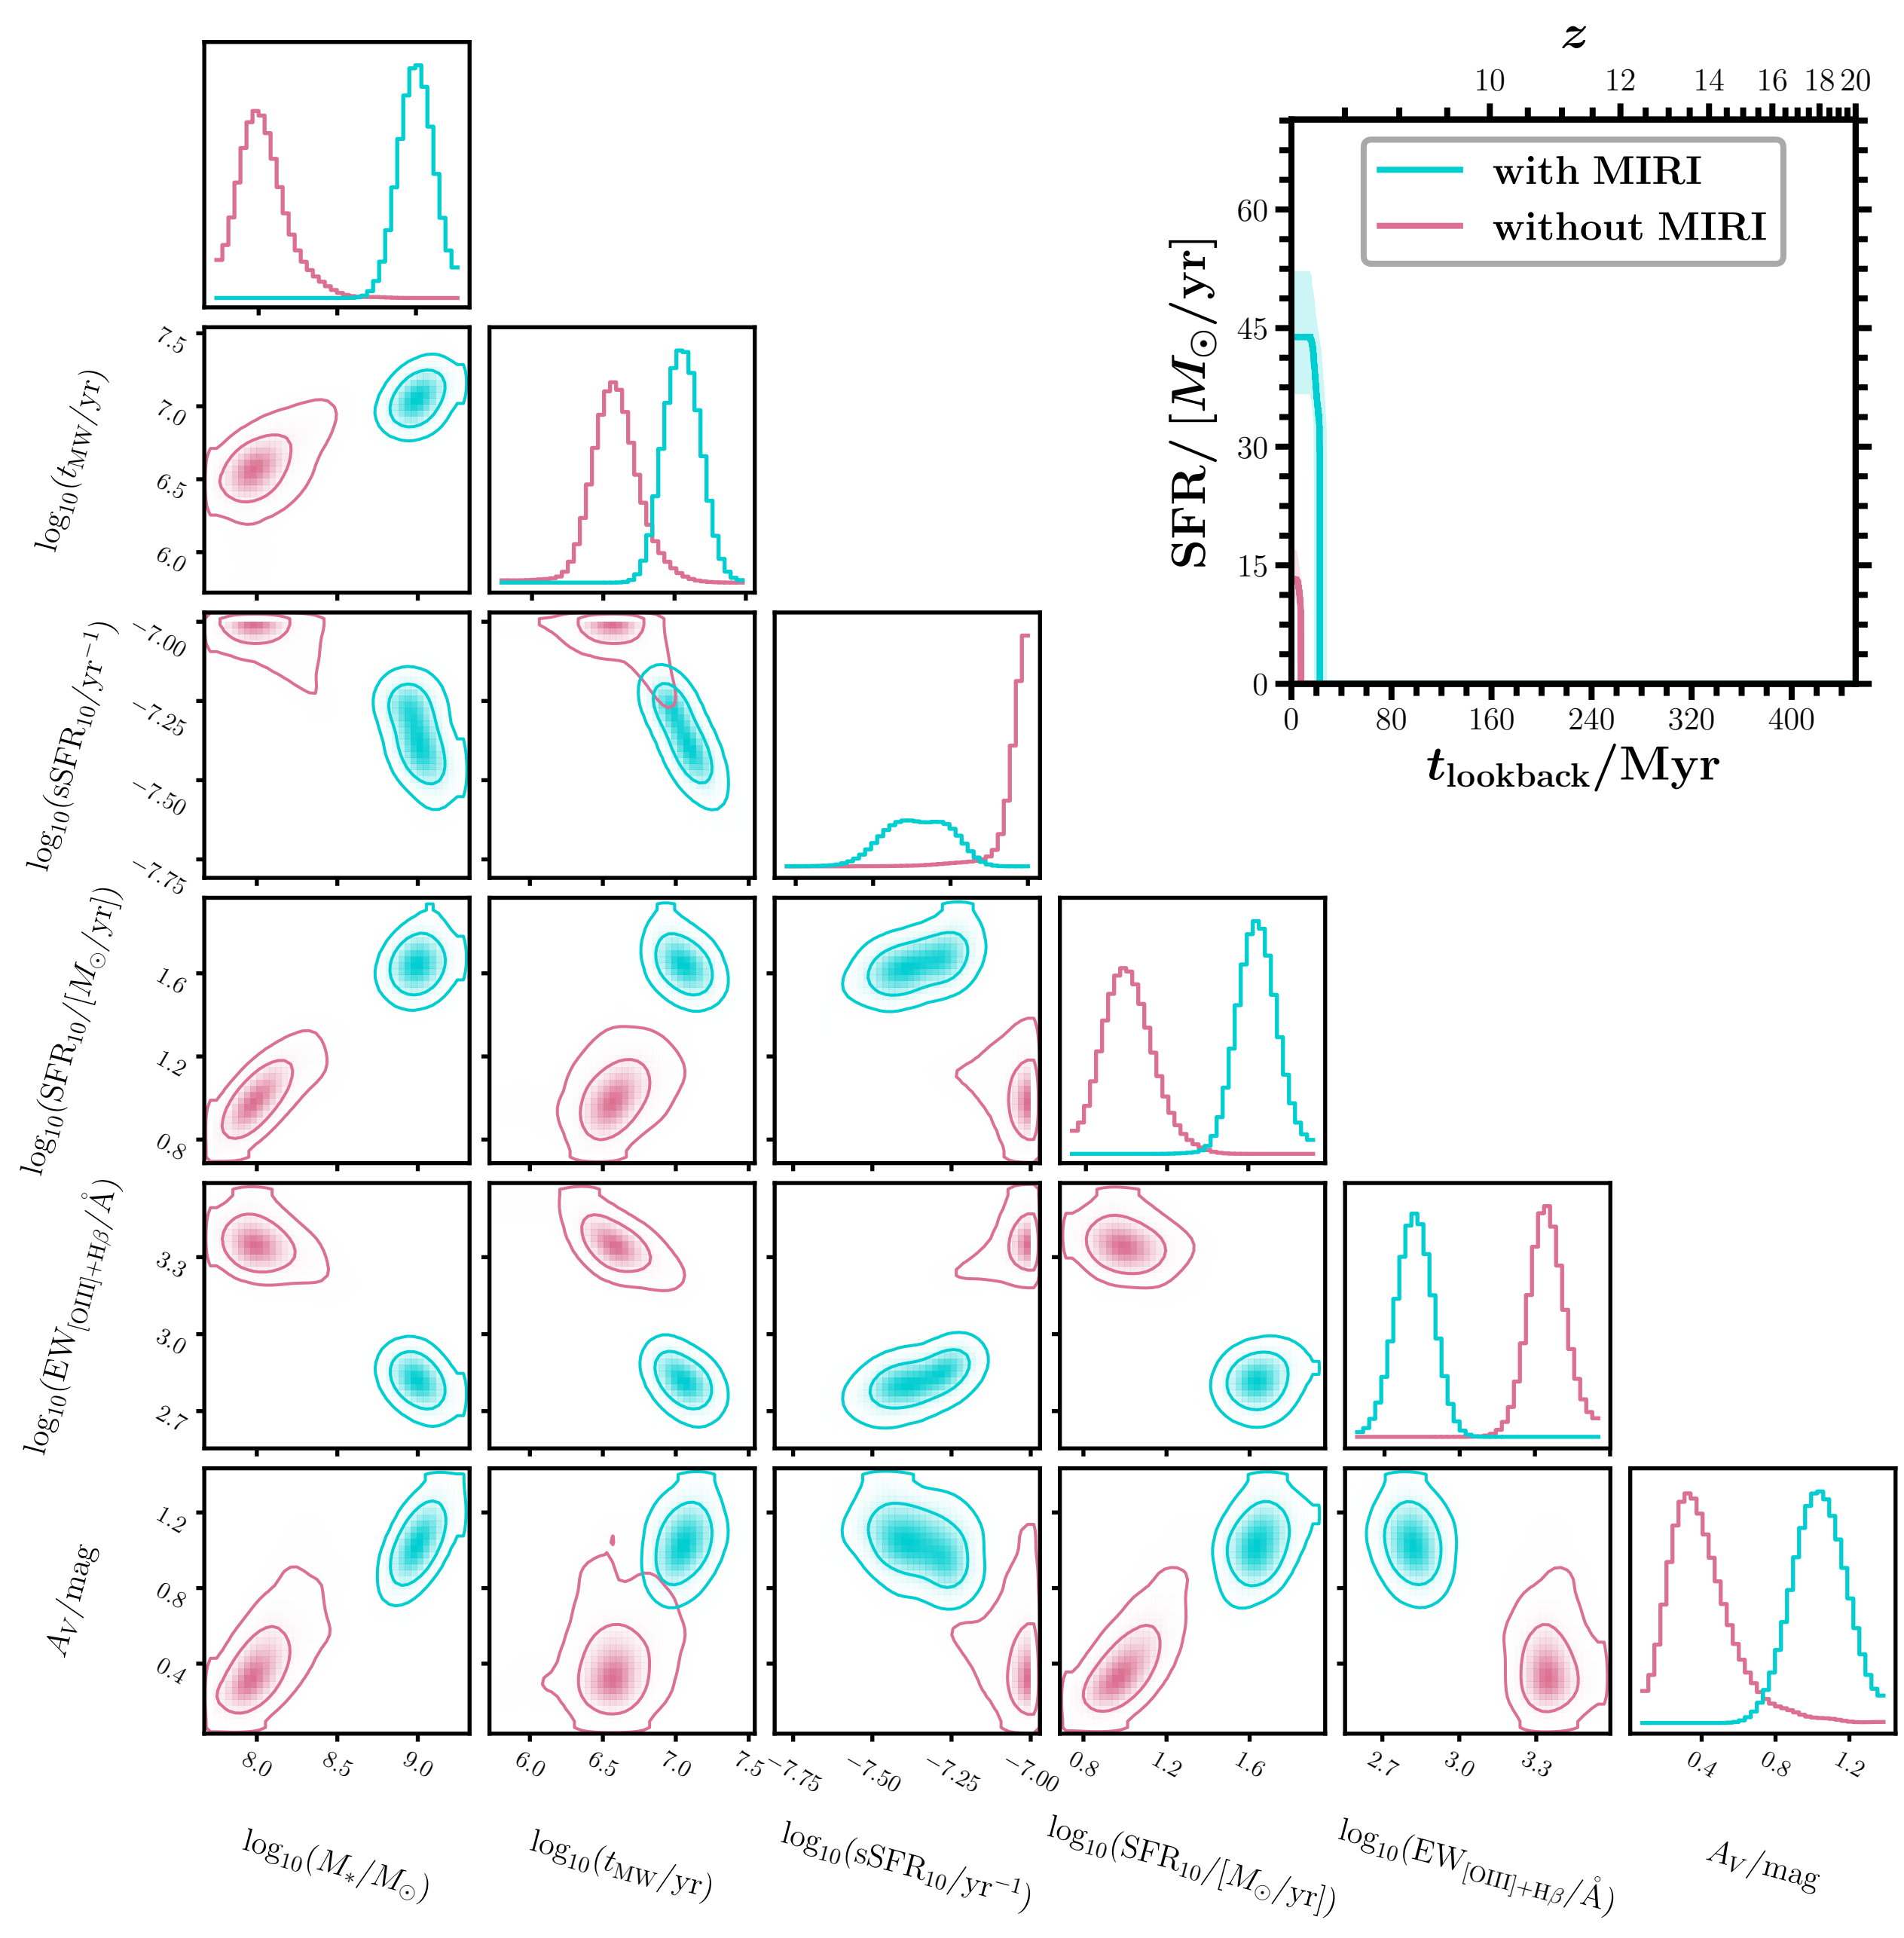 z
10 12 14 16 18 20
with MIRI
without MIRI
SFR/ [M⊙/yr]
60
45
30
15
0
0 80 160 240 320 400
t_lookback/Myr
log₁₀(t_MW/yr)
7.5
7.0
6.5
6.0
log₁₀(sSFR₁₀/yr⁻¹)
−7.00
−7.25
−7.50
−7.75
log₁₀(SFR₁₀/[M⊙/yr])
1.6
1.2
0.8
log₁₀(EW_[OIII]+Hβ/Å)
3.3
3.0
2.7
A_V/mag
1.2
0.8
0.4
8.0 8.5 9.0 6.0 6.5 7.0 7.5 −7.75 −7.50 −7.25 −7.00 0.8 1.2 1.6 2.7 3.0 3.3 0.4 0.8 1.2
log₁₀(M_*/M⊙) log₁₀(t_MW/yr) log₁₀(sSFR₁₀/yr⁻¹) log₁₀(SFR₁₀/[M⊙/yr]) log₁₀(EW_[OIII]+Hβ/Å) A_V/mag